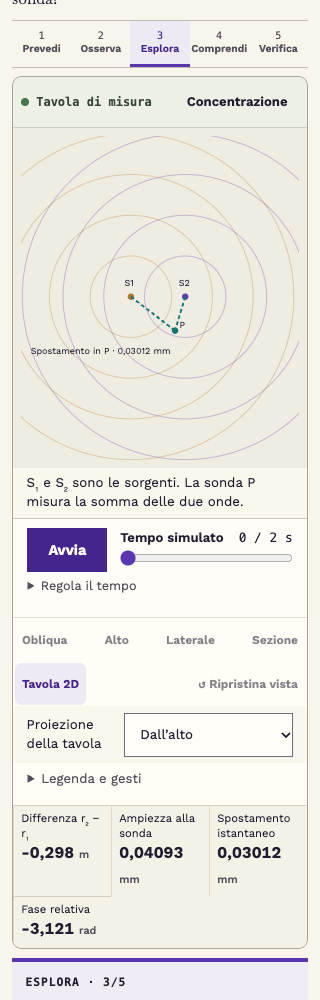 1 Prevedi
2 Osserva
3 Esplora
4 Comprendi
5 Verifica
Tavola di misura
Concentrazione
S1
S2
P
Spostamento in P · 0,03012 mm
S₁ e S₂ sono le sorgenti. La sonda P
misura la somma delle due onde.
Avvia
Tempo simulato 0 / 2 s
▶ Regola il tempo
Obliqua Alto Laterale Sezione
Tavola 2D
↺ Ripristina vista
Proiezione
della tavola
Dall’alto
▶ Legenda e gesti
Differenza r₂ −
r₁
-0,298 m
Ampiezza alla
sonda
0,04093
mm
Spostamento
istantaneo
0,03012
mm
Fase relativa
-3,121 rad
ESPLORA · 3/5